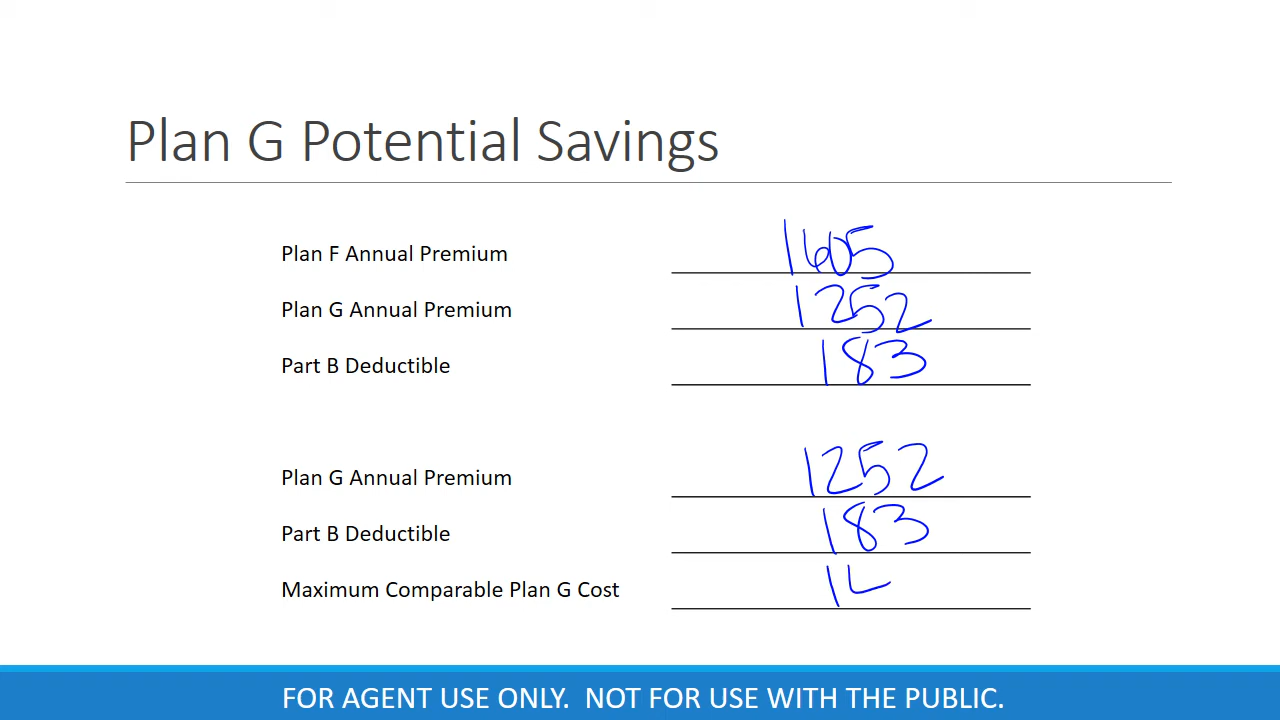 Plan G Potential Savings
Plan F Annual Premium 1605
Plan G Annual Premium 1252
Part B Deductible 183
Plan G Annual Premium 1252
Part B Deductible 183
Maximum Comparable Plan G Cost
FOR AGENT USE ONLY. NOT FOR USE WITH THE PUBLIC.